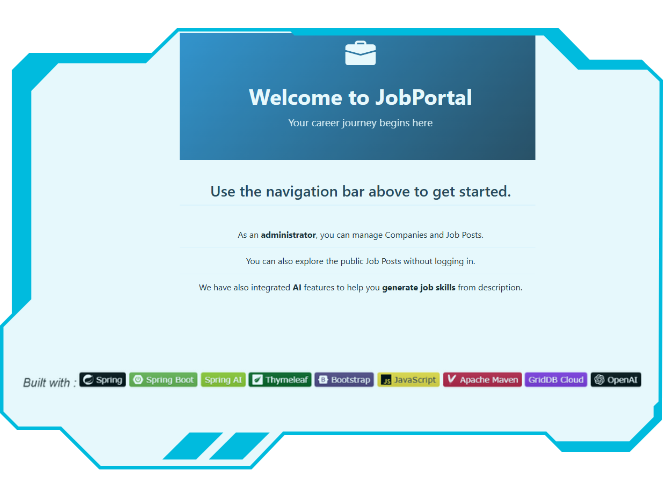 Welcome to JobPortal
Your career journey begins here
Use the navigation bar above to get started.
As an administrator, you can manage Companies and Job Posts.
You can also explore the public Job Posts without logging in.
We have also integrated AI features to help you generate job skills from description.
Built with : Spring Spring Boot Spring AI Thymeleaf Bootstrap JavaScript Apache Maven GridDB Cloud OpenAI